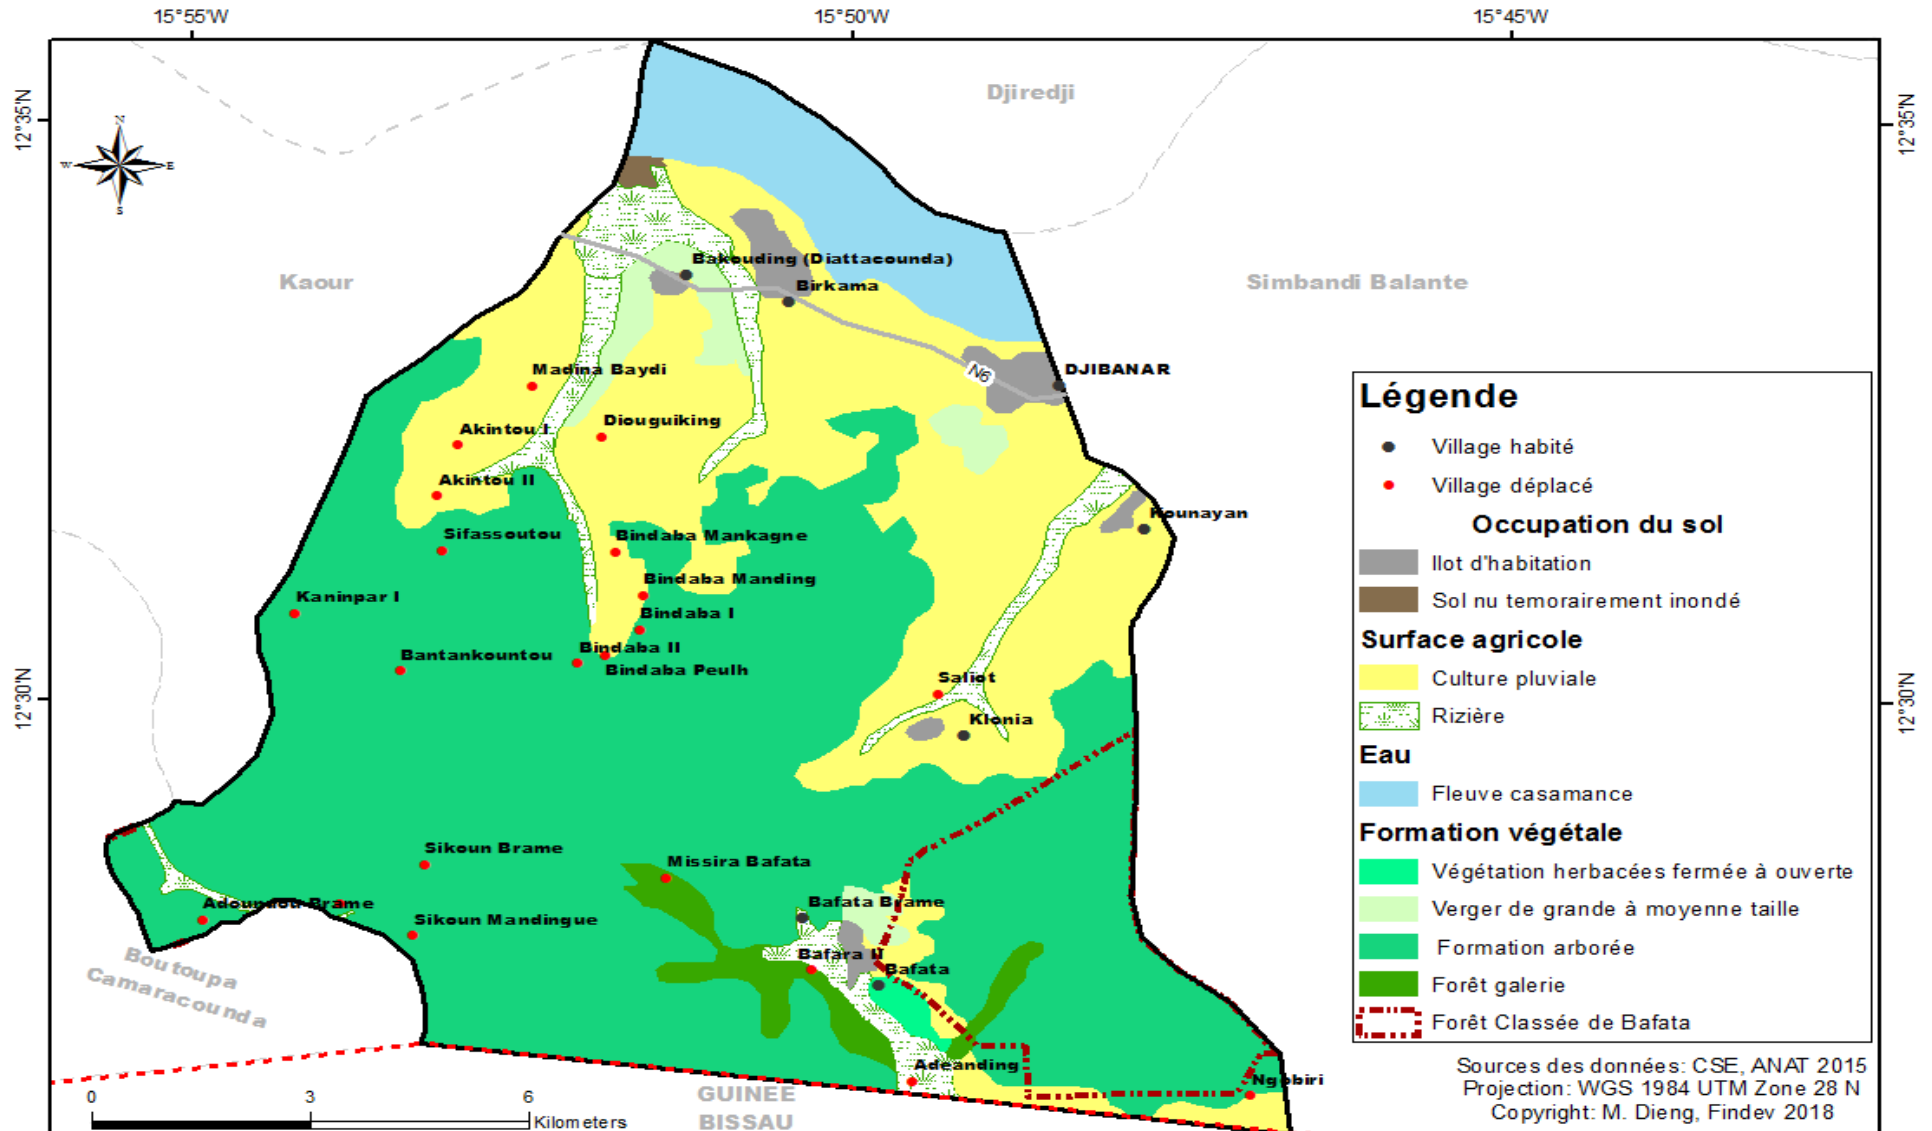 15°55'W
15°50'W
15°45'W
12°35'N
12°35'N
N
W
E
S
Djiredji
Kaour
Simbandi Balante
Bakouding (Diattacounda)
Birkama
N6
DJIBANAR
Madina Baydi
Akintou I
Diouguiking
Akintou II
Sifassoutou
Bindaba Mankagne
Kounayan
Bindaba Manding
Kaninpar I
Bindaba I
Bantankountou
Bindaba II
Bindaba Peulh
Saliot
Klonia
12°30'N
12°30'N
Sikoun Brame
Missira Bafata
Adoundou Brame
Sikoun Mandingue
Bafata Brame
Bafara II
Bafata
Boutoupa
Camaracounda
Adeanding
Ngobiri
GUINEE
BISSAU
0
3
6
Kilometers
Légende
Village habité
Village déplacé
Occupation du sol
Ilot d'habitation
Sol nu temorairement inondé
Surface agricole
Culture pluviale
Rizière
Eau
Fleuve casamance
Formation végétale
Végétation herbacées fermée à ouverte
Verger de grande à moyenne taille
Formation arborée
Forêt galerie
Forêt Classée de Bafata
Sources des données: CSE, ANAT 2015
Projection: WGS 1984 UTM Zone 28 N
Copyright: M. Dieng, Findev 2018